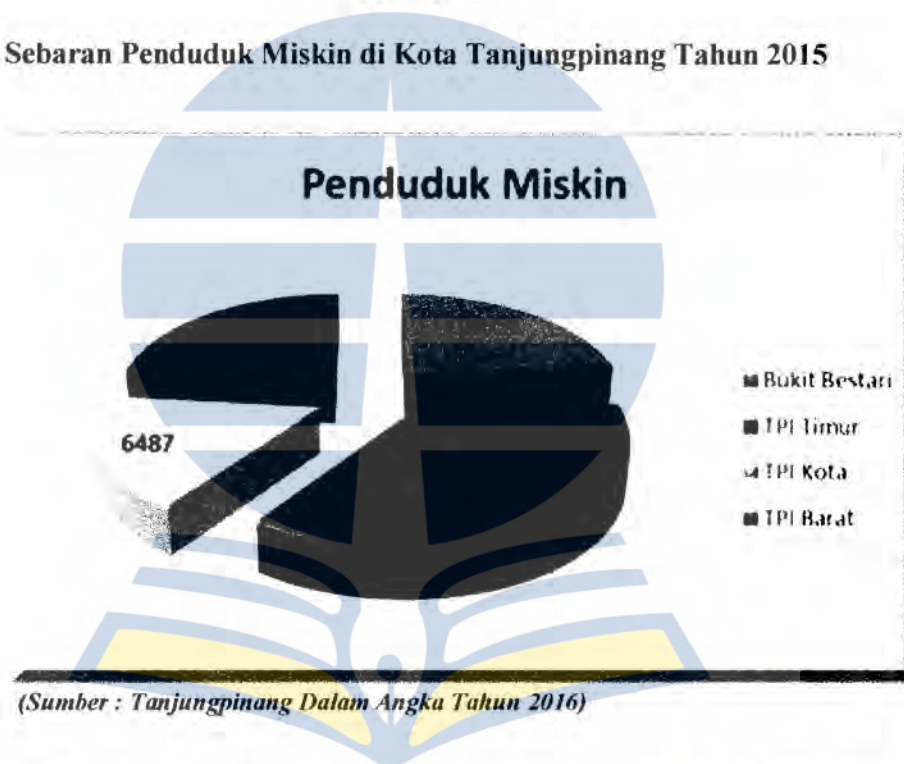 Sebaran Penduduk Miskin di Kota Tanjungpinang Tahun 2015
Penduduk Miskin
6487
Bukit Bestari
TPI Timur
TPI Kota
TPI Barat
(Sumber : Tanjungpinang Dalam Angka Tahun 2016)